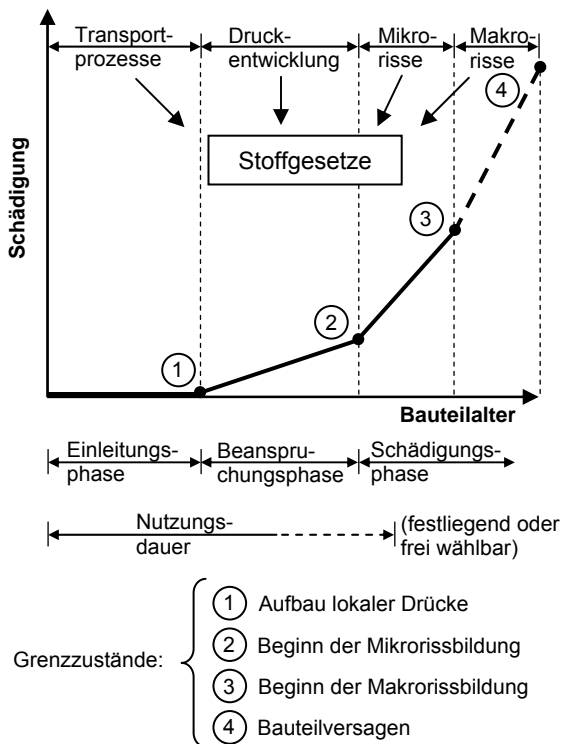 Transport-
prozesse
Druck-
entwicklung
Mikro-
risse
Makro-
risse
4
Stoffgesetze
3
2
1
Schädigung
Bauteilalter
Einleitungs-
phase
Beanspru-
chungsphase
Schädigungs-
phase
Nutzungs-
dauer
(festliegend oder
frei wählbar)
Grenzzustände:
1 Aufbau lokaler Drücke
2 Beginn der Mikrorissbildung
3 Beginn der Makrorissbildung
4 Bauteilversagen